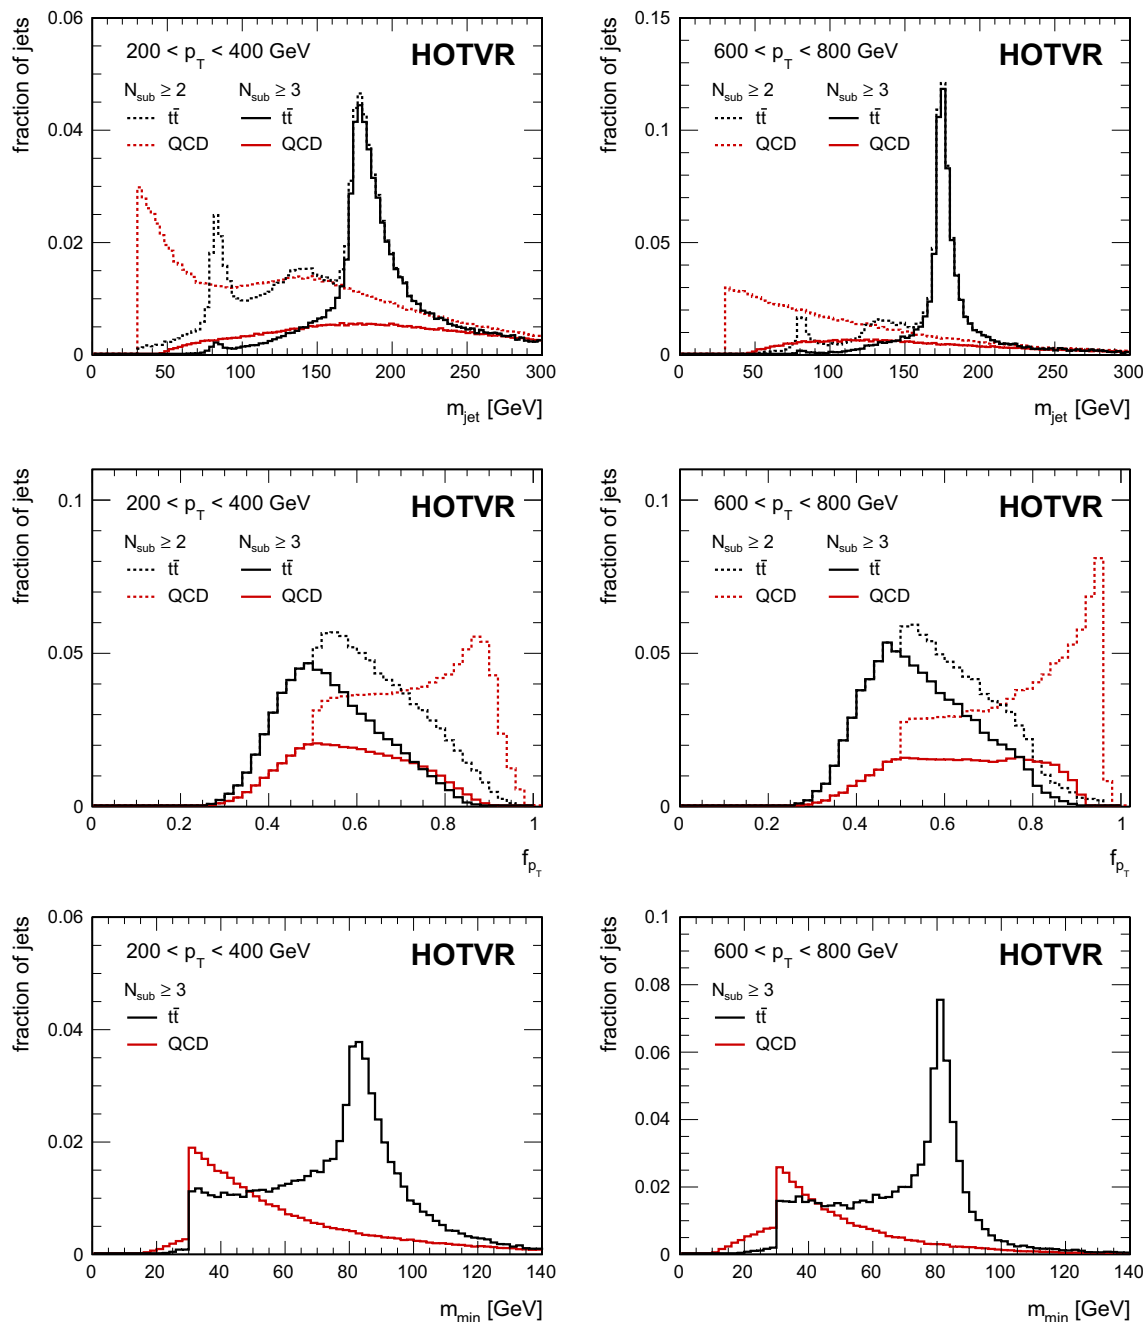 fraction of jets
0.06
0.04
0.02
0
200 < p_T < 400 GeV
HOTVR
N_sub ≥ 2 N_sub ≥ 3
tt̄ tt̄
QCD QCD
0 50 100 150 200 250 300
m_jet [GeV]
fraction of jets
0.15
0.1
0.05
0
600 < p_T < 800 GeV
HOTVR
N_sub ≥ 2 N_sub ≥ 3
tt̄ tt̄
QCD QCD
0 50 100 150 200 250 300
m_jet [GeV]
fraction of jets
0.1
0.05
0
200 < p_T < 400 GeV
HOTVR
N_sub ≥ 2 N_sub ≥ 3
tt̄ tt̄
QCD QCD
0 0.2 0.4 0.6 0.8 1
f_p_T
fraction of jets
0.1
0.05
0
600 < p_T < 800 GeV
HOTVR
N_sub ≥ 2 N_sub ≥ 3
tt̄ tt̄
QCD QCD
0 0.2 0.4 0.6 0.8 1
f_p_T
fraction of jets
0.06
0.04
0.02
0
200 < p_T < 400 GeV
HOTVR
N_sub ≥ 3
tt̄
QCD
0 20 40 60 80 100 120 140
m_min [GeV]
fraction of jets
0.1
0.08
0.06
0.04
0.02
0
600 < p_T < 800 GeV
HOTVR
N_sub ≥ 3
tt̄
QCD
0 20 40 60 80 100 120 140
m_min [GeV]